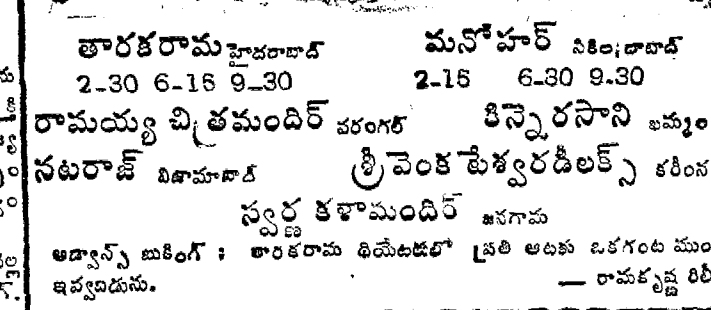 తారకరామ హైదరాబాద్ మనోహర్ సికింద్రాబాద్
2-30 6-15 9-30 2-15 6-30 9.30
రామయ్య చిత్రమందిర్ వరంగల్ కిన్నెరసాని ఖమ్మం
నటరాజ్ నిజామాబాద్ శ్రీ వెంకటేశ్వర డీలక్స్ కరీంన
స్వర్ణ కళామందిర్ జనగామ
అడ్వాన్స్ బుకింగ్ : తారకరామ థియేటరులో ప్రతి ఆటకు ఒకగంట ముం
ఇవ్వబడును. — రామకృష్ణ రిలీ